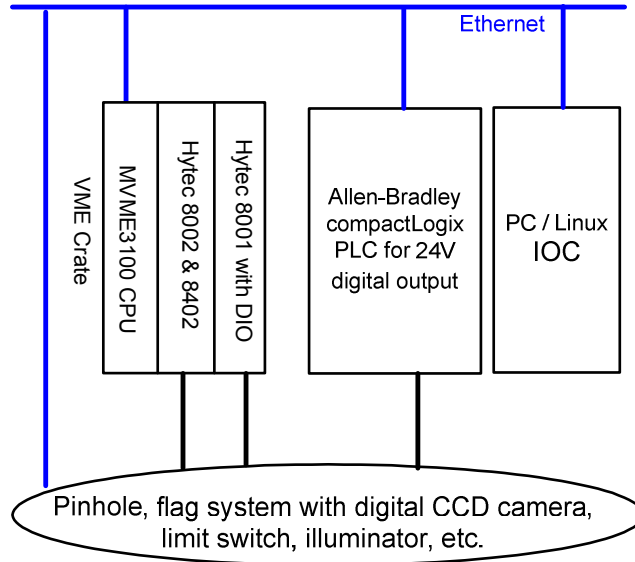 Ethernet
VME Crate
MVME3100 CPU
Hytec 8002 & 8402
Hytec 8001 with DIO
Allen-Bradley
compactLogix
PLC for 24V
digital output
PC / Linux
IOC
Pinhole, flag system with digital CCD camera,
limit switch, illuminator, etc.